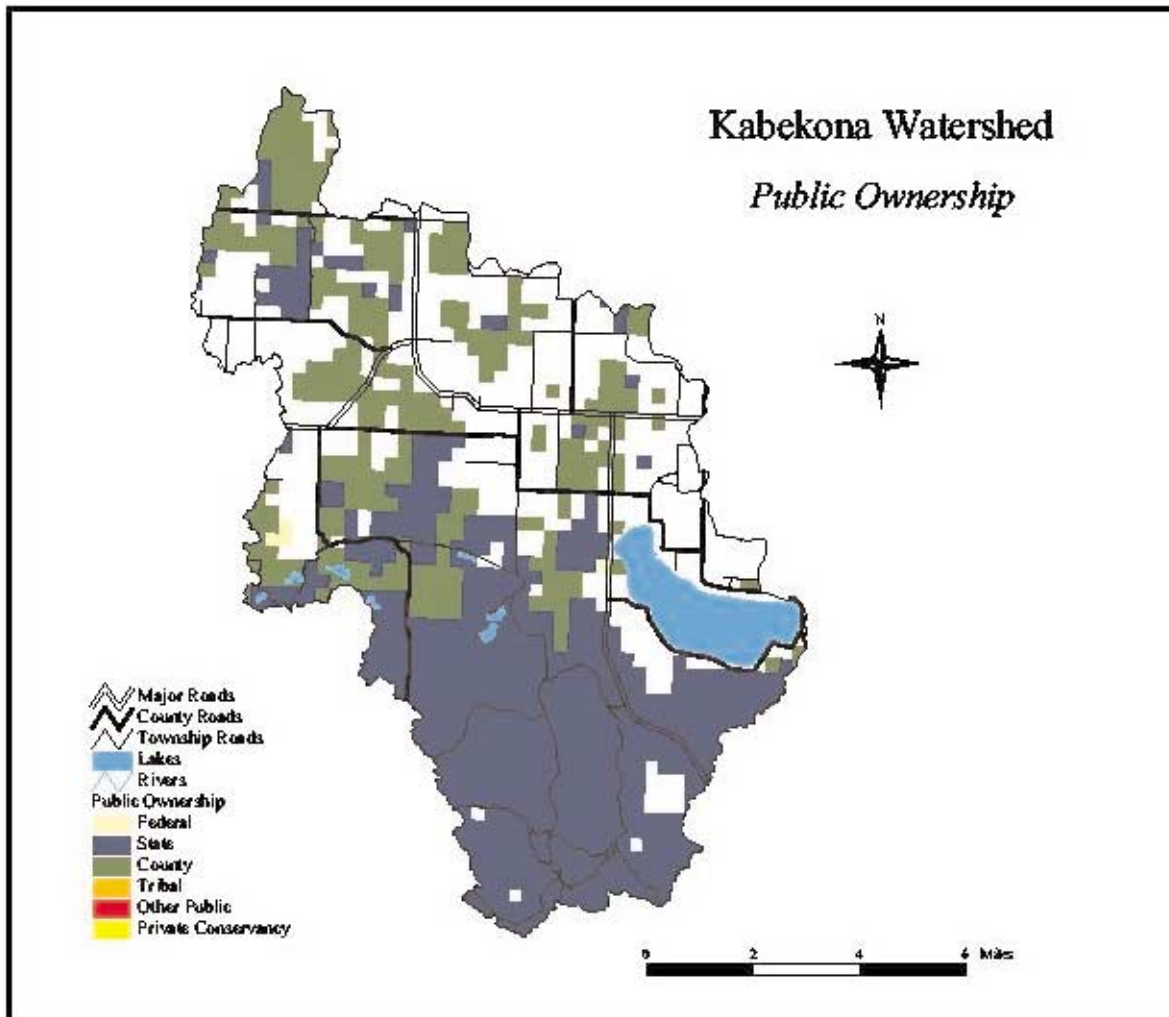 Kabekona Watershed
Public Ownership
N
Major Roads
County Roads
Township Roads
Lakes
Rivers
Public Ownership
Federal
State
County
Tribal
Other Public
Private Conservancy
0 2 4 6 Miles